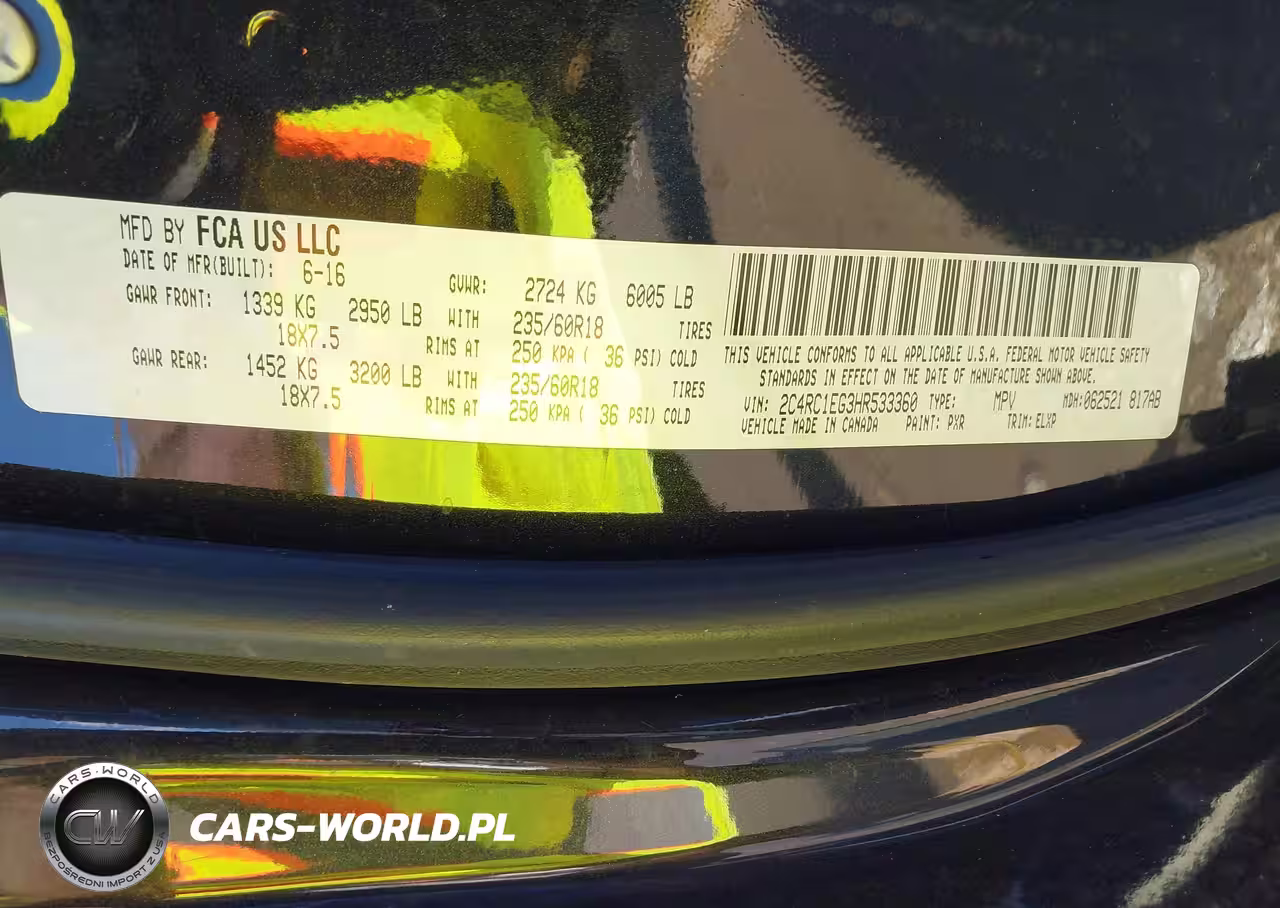 MFD BY FCA US LLC
DATE OF MFR(BUILT): 6-16
GVWR: 2724 KG 6005 LB
GAWR FRONT: 1339 KG 2950 LB WITH 235/60R18 TIRES
18X7.5 RIMS AT 250 KPA ( 36 PSI) COLD
GAWR REAR: 1452 KG 3200 LB WITH 235/60R18 TIRES
18X7.5 RIMS AT 250 KPA ( 36 PSI) COLD
THIS VEHICLE CONFORMS TO ALL APPLICABLE U.S.A. FEDERAL MOTOR VEHICLE SAFETY
STANDARDS IN EFFECT ON THE DATE OF MANUFACTURE SHOWN ABOVE.
VIN: 2C4RC1EG3HR533360 TYPE: MPV MDH:062521 817AB
VEHICLE MADE IN CANADA PAINT: PXR TRIM: ELXP
CARS-WORLD
CW
BEZPOŚREDNI IMPORT Z USA
CARS-WORLD.PL